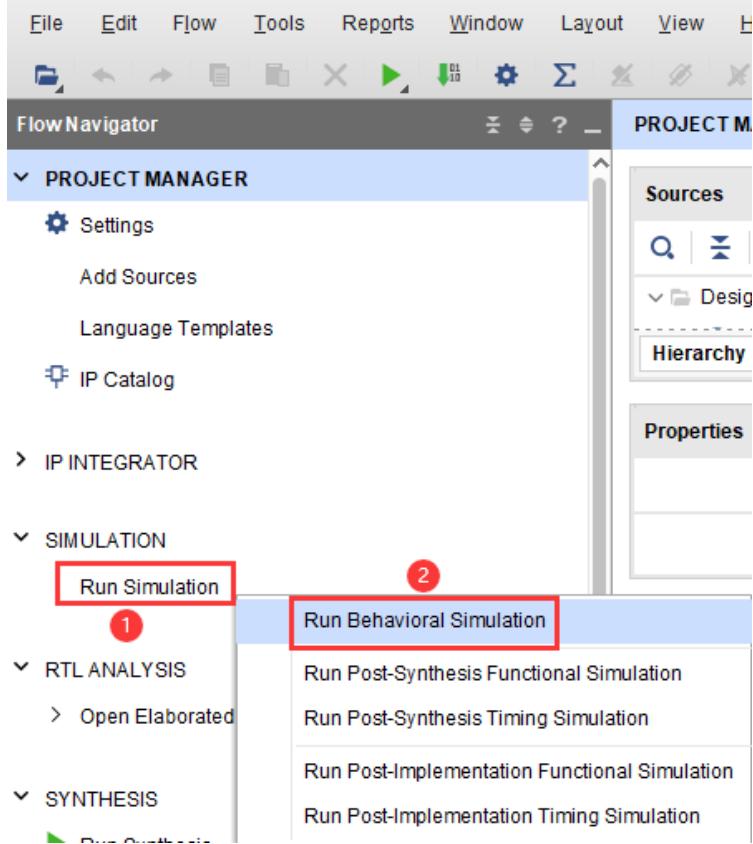 File Edit Flow Tools Reports Window Layout View H
Flow Navigator ? PROJECT MA
PROJECT MANAGER
Sources
Settings
Add Sources
Desig
Language Templates
Hierarchy
IP Catalog
Properties
IP INTEGRATOR
SIMULATION
2
Run Simulation
Run Behavioral Simulation
1
RTL ANALYSIS
Run Post-Synthesis Functional Simulation
Open Elaborated
Run Post-Synthesis Timing Simulation
Run Post-Implementation Functional Simulation
SYNTHESIS
Run Post-Implementation Timing Simulation
Run Synthesis